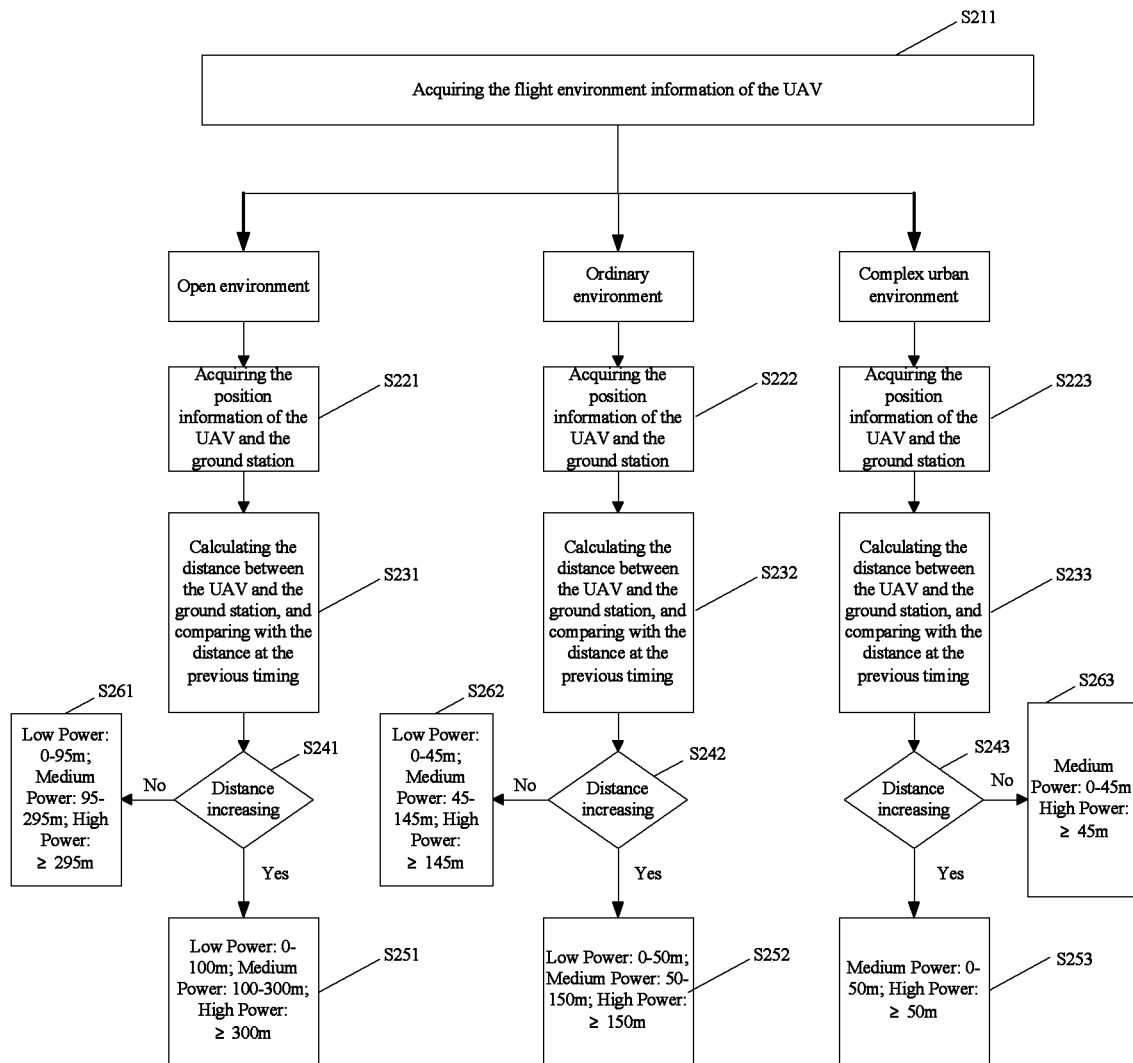 S211
Acquiring the flight environment information of the UAV
Open environment
Ordinary
environment
Complex urban
environment
Acquiring the
position
information of the
UAV and the
ground station
S221
Acquiring the
position
information of the
UAV and the
ground station
S222
Acquiring the
position
information of the
UAV and the
ground station
S223
Calculating the
distance between
the UAV and the
ground station, and
comparing with the
distance at the
previous timing
S231
Calculating the
distance between
the UAV and the
ground station, and
comparing with the
distance at the
previous timing
S232
Calculating the
distance between
the UAV and the
ground station, and
comparing with the
distance at the
previous timing
S233
S261
Low Power:
0-95m;
Medium
Power: 95-
295m; High
Power:
≥ 295m
No
Distance
increasing
S241
Yes
S262
Low Power:
0-45m;
Medium
Power: 45-
145m; High
Power:
≥ 145m
No
Distance
increasing
S242
Yes
Distance
increasing
S243
No
Yes
S263
Medium
Power: 0-45m
High Power:
≥ 45m
Low Power: 0-
100m; Medium
Power: 100-300m;
High Power:
≥ 300m
S251
Low Power: 0-50m;
Medium Power: 50-
150m; High Power:
≥ 150m
S252
Medium Power: 0-
50m; High Power:
≥ 50m
S253